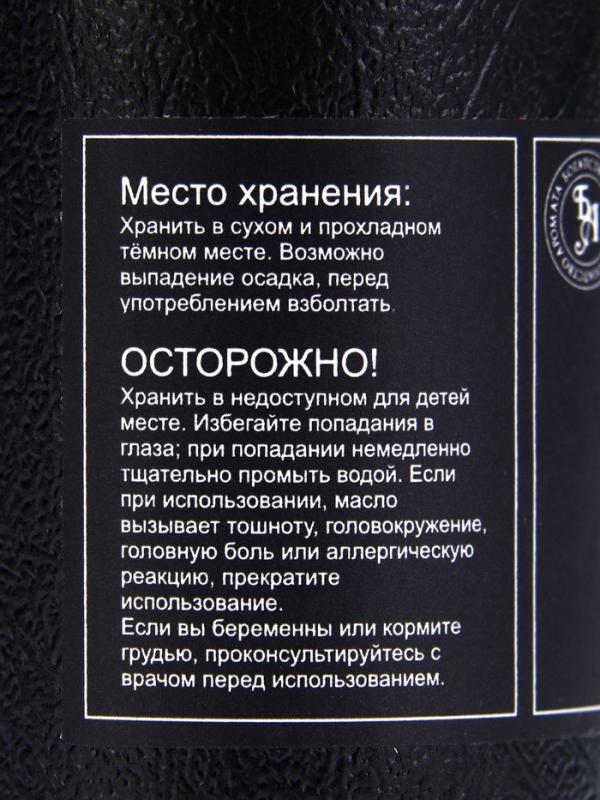 Место хранения:
Хранить в сухом и прохладном
тёмном месте. Возможно
выпадение осадка, перед
употреблением взболтать.
ОСТОРОЖНО!
Хранить в недоступном для детей
месте. Избегайте попадания в
глаза; при попадании немедленно
тщательно промыть водой. Если
при использовании, масло
вызывает тошноту, головокружение,
головную боль или аллергическую
реакцию, прекратите
использование.
Если вы беременны или кормите
грудью, проконсультируйтесь с
врачом перед использованием.
АРОМАТА